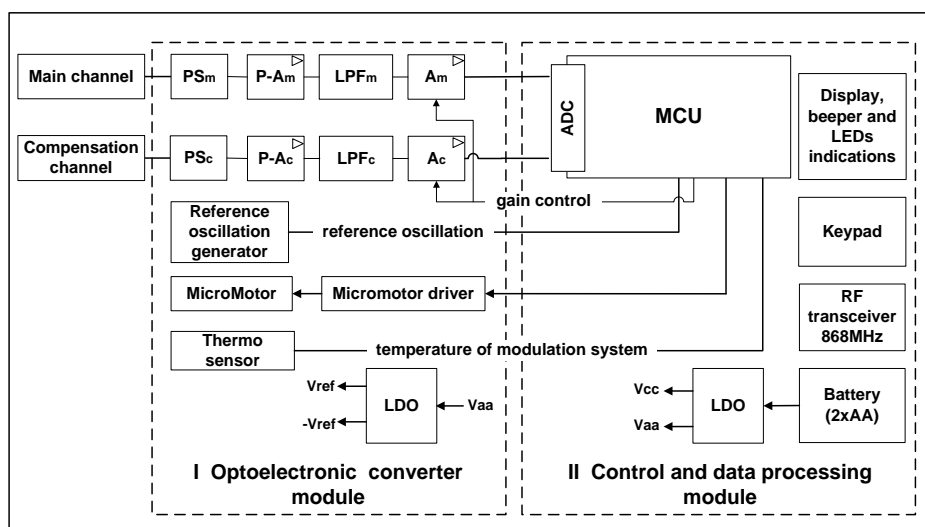 Main channel
PSm
P-Am
LPFm
Am
ADC
MCU
Display,
beeper and
LEDs
indications
Compensation
channel
PSc
P-Ac
LPFc
Ac
gain control
Reference
oscillation
generator
reference oscillation
Keypad
MicroMotor
Micromotor driver
RF
transceiver
868MHz
Thermo
sensor
temperature of modulation system
Vref
-Vref
LDO
Vaa
Vcc
Vaa
LDO
Battery
(2xAA)
I Optoelectronic converter
module
II Control and data processing
module